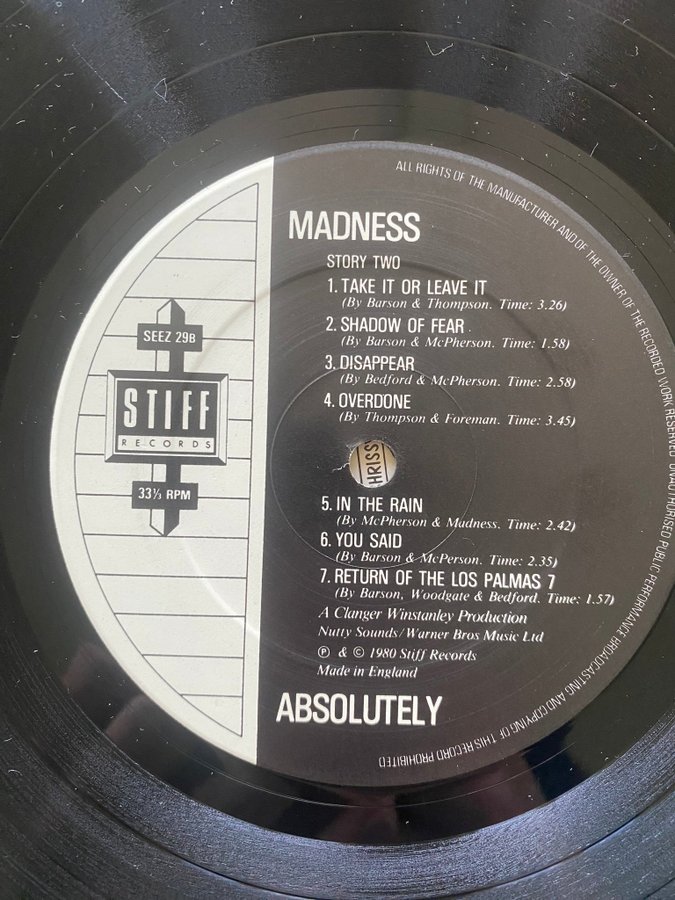 MADNESS
STORY TWO
1. TAKE IT OR LEAVE IT
(By Barson & Thompson. Time: 3.26)
2. SHADOW OF FEAR
(By Barson & McPherson. Time: 1.58)
3. DISAPPEAR
(By Bedford & McPherson. Time: 2.58)
4. OVERDONE
(By Thompson & Foreman. Time: 3.45)
SEEZ 29B
STIFF
RECORDS
33⅓ RPM
HRISS
5. IN THE RAIN
(By McPherson & Madness. Time: 2.42)
6. YOU SAID
(By Barson & McPerson. Time: 2.35)
7. RETURN OF THE LOS PALMAS 7
(By Barson, Woodgate & Bedford. Time: 1.57)
A Clanger Winstanley Production
Nutty Sounds/Warner Bros Music Ltd
℗ & © 1980 Stiff Records
Made in England
ABSOLUTELY
ALL RIGHTS OF THE MANUFACTURER AND OF THE OWNER OF THE RECORDED WORK RESERVED UNAUTHORISED PUBLIC PERFORMANCE BROADCASTING AND COPYING OF THIS RECORD PROHIBITED